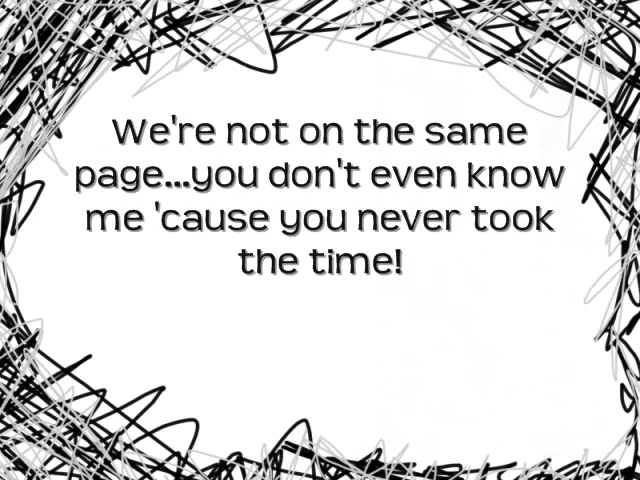 We're not on the same
page...you don't even know
me 'cause you never took
the time!